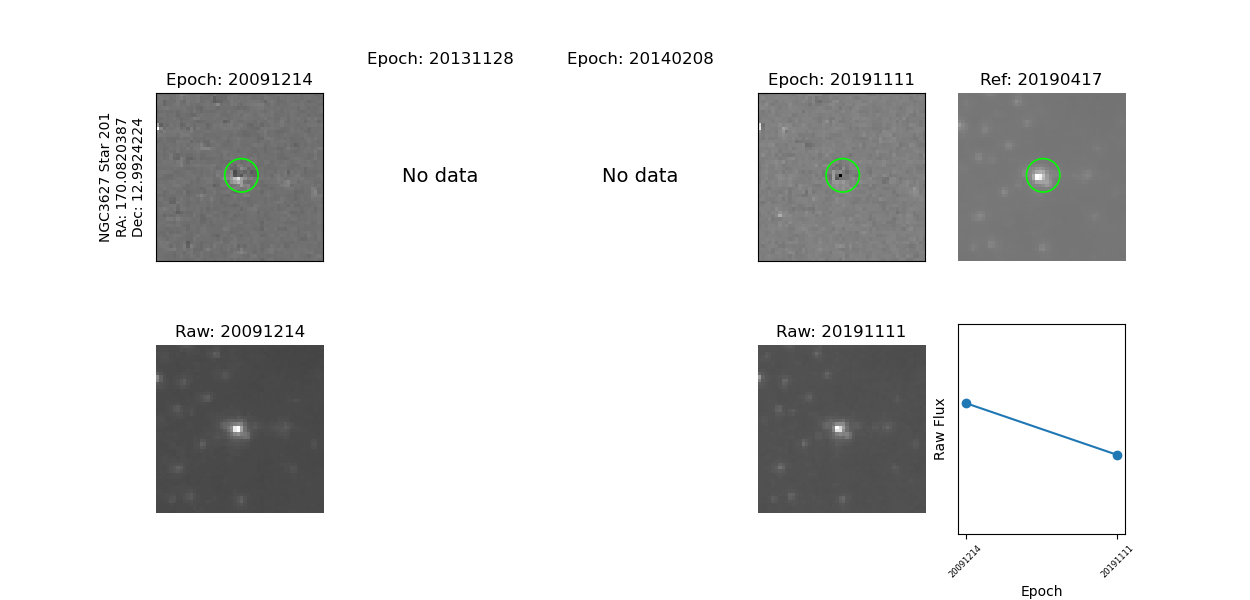 Epoch: 20091214
Epoch: 20131128
Epoch: 20140208
Epoch: 20191111
Ref: 20190417
NGC3627 Star 201
RA: 170.0820387
Dec: 12.9924224
No data
No data
Raw: 20091214
Raw: 20191111
Raw Flux
20091214
20191111
Epoch